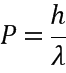 P = h/λ